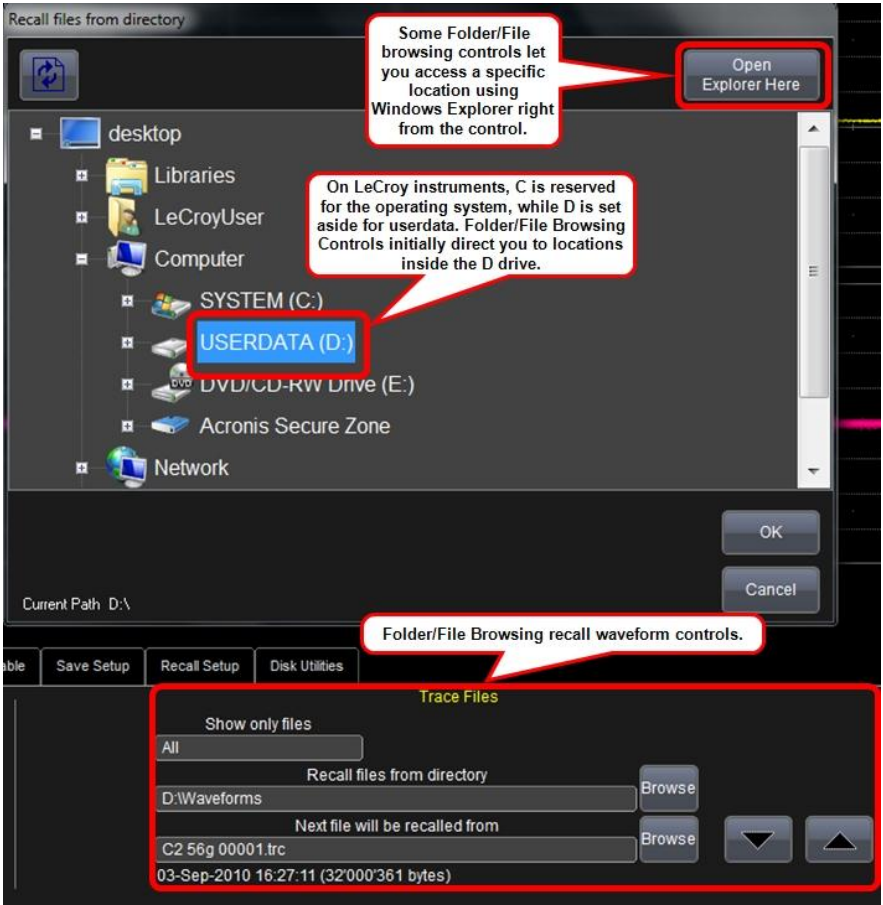 Recall files from directory
Some Folder/File
browsing controls let
you access a specific
location using
Windows Explorer right
from the control.
Open
Explorer Here
desktop
Libraries
LeCroyUser
On LeCroy instruments, C is reserved
for the operating system, while D is set
aside for userdata. Folder/File Browsing
Controls initially direct you to locations
inside the D drive.
Computer
SYSTEM (C:)
USERDATA (D:)
DVD/CD-RW Drive (E:)
Acronis Secure Zone
Network
OK
Cancel
Current Path D:\
Folder/File Browsing recall waveform controls.
able
Save Setup
Recall Setup
Disk Utilities
Trace Files
Show only files
All
Recall files from directory
D:\Waveforms
Browse
Next file will be recalled from
C2 56g 00001.trc
Browse
03-Sep-2010 16:27:11 (32'000'361 bytes)